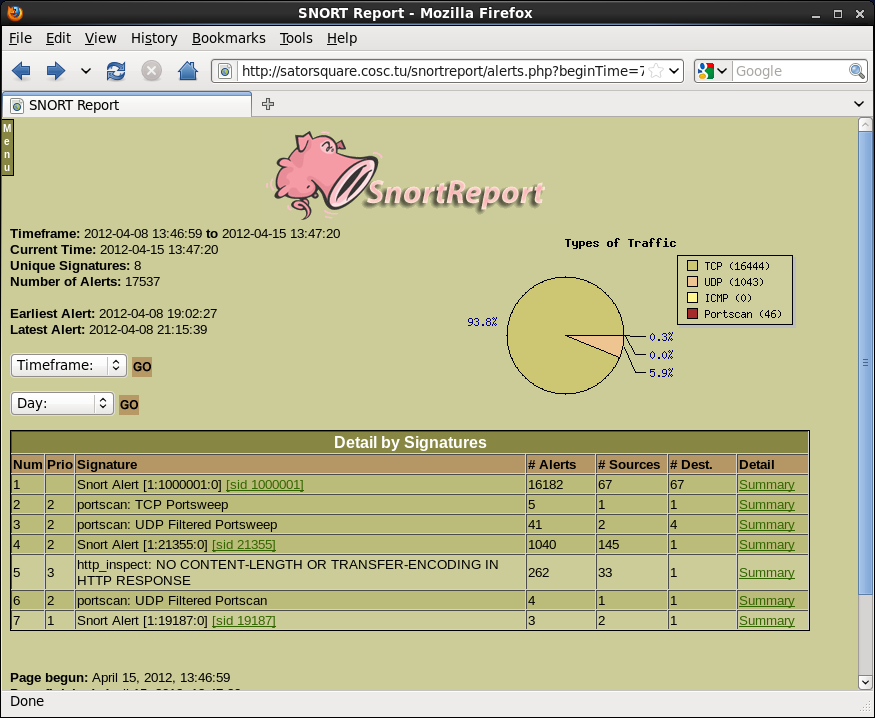 SNORT Report - Mozilla Firefox
File Edit View History Bookmarks Tools Help
http://satorsquare.cosc.tu/snortreport/alerts.php?beginTime=7 Google
SNORT Report
Menu
SnortReport
Timeframe: 2012-04-08 13:46:59 to 2012-04-15 13:47:20
Current Time: 2012-04-15 13:47:20
Unique Signatures: 8
Number of Alerts: 17537
Earliest Alert: 2012-04-08 19:02:27
Latest Alert: 2012-04-08 21:15:39
Timeframe: GO
Day: GO
Types of Traffic
TCP (16444)
UDP (1043)
ICMP (0)
Portscan (46)
93.8%
0.3%
0.0%
5.9%
Detail by Signatures
Num Prio Signature # Alerts # Sources # Dest. Detail
1 Snort Alert [1:1000001:0] [sid 1000001] 16182 67 67 Summary
2 2 portscan: TCP Portsweep 5 1 1 Summary
3 2 portscan: UDP Filtered Portsweep 41 2 4 Summary
4 2 Snort Alert [1:21355:0] [sid 21355] 1040 145 1 Summary
5 3 http_inspect: NO CONTENT-LENGTH OR TRANSFER-ENCODING IN
HTTP RESPONSE 262 33 1 Summary
6 2 portscan: UDP Filtered Portscan 4 1 1 Summary
7 1 Snort Alert [1:19187:0] [sid 19187] 3 2 1 Summary
Page begun: April 15, 2012, 13:46:59
Done